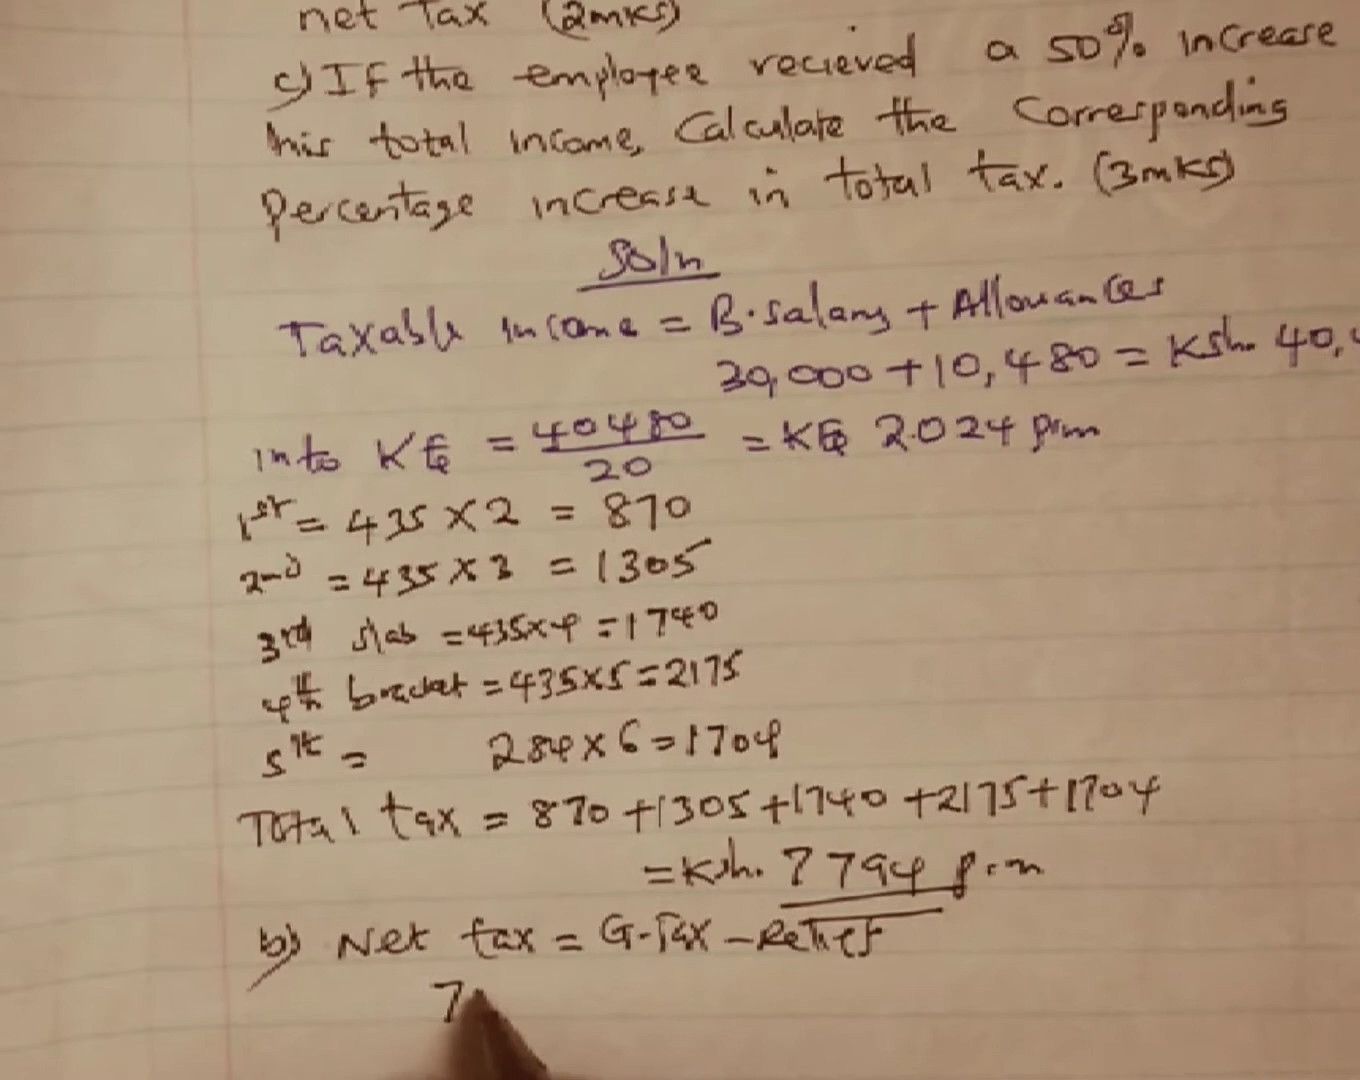 net Tax (2mks)
c) If the employee recieved a 50% increase
his total income, Calculate the Corresponding
Percentage increase in total tax. (3mks)
Soln
Taxable income = B.salary + Allowances
30,000 + 10,480 = Ksh. 40,
into K£ = 40480/20 = K£ 2024 p.m
1st = 435 X 2 = 870
2nd = 435 X 3 = 1305
3rd slab = 435x4 = 1740
4th bracket = 435x5 = 2175
5th = 284 x 6 = 1704
Total tax = 870 + 1305 + 1740 + 2175 + 1704
= Ksh. 7794 p.m
b) Net tax = G.Tax - Relief
7